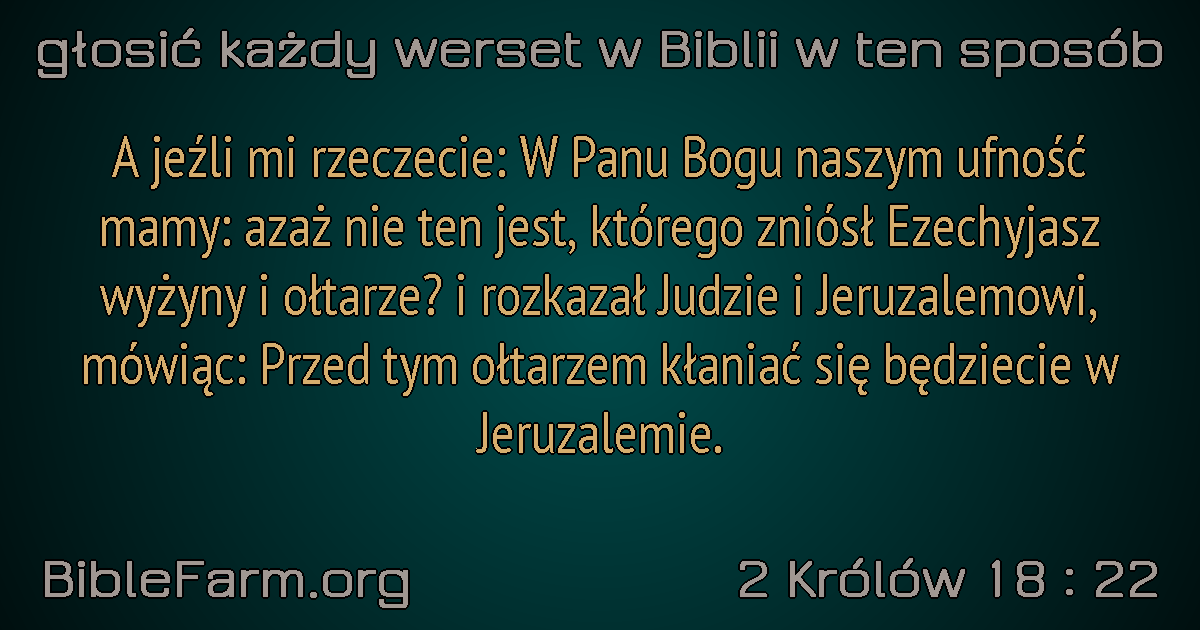 głosić każdy werset w Biblii w ten sposób
A jeźli mi rzeczecie: W Panu Bogu naszym ufność
mamy: azaż nie ten jest, którego zniósł Ezechyjasz
wyżyny i ołtarze? i rozkazał Judzie i Jeruzalemowi,
mówiąc: Przed tym ołtarzem kłaniać się będziecie w
Jeruzalemie.
BibleFarm.org
2 Królów 18 : 22